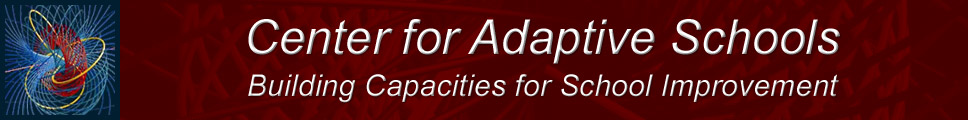 Center for Adaptive Schools
Building Capacities for School Improvement